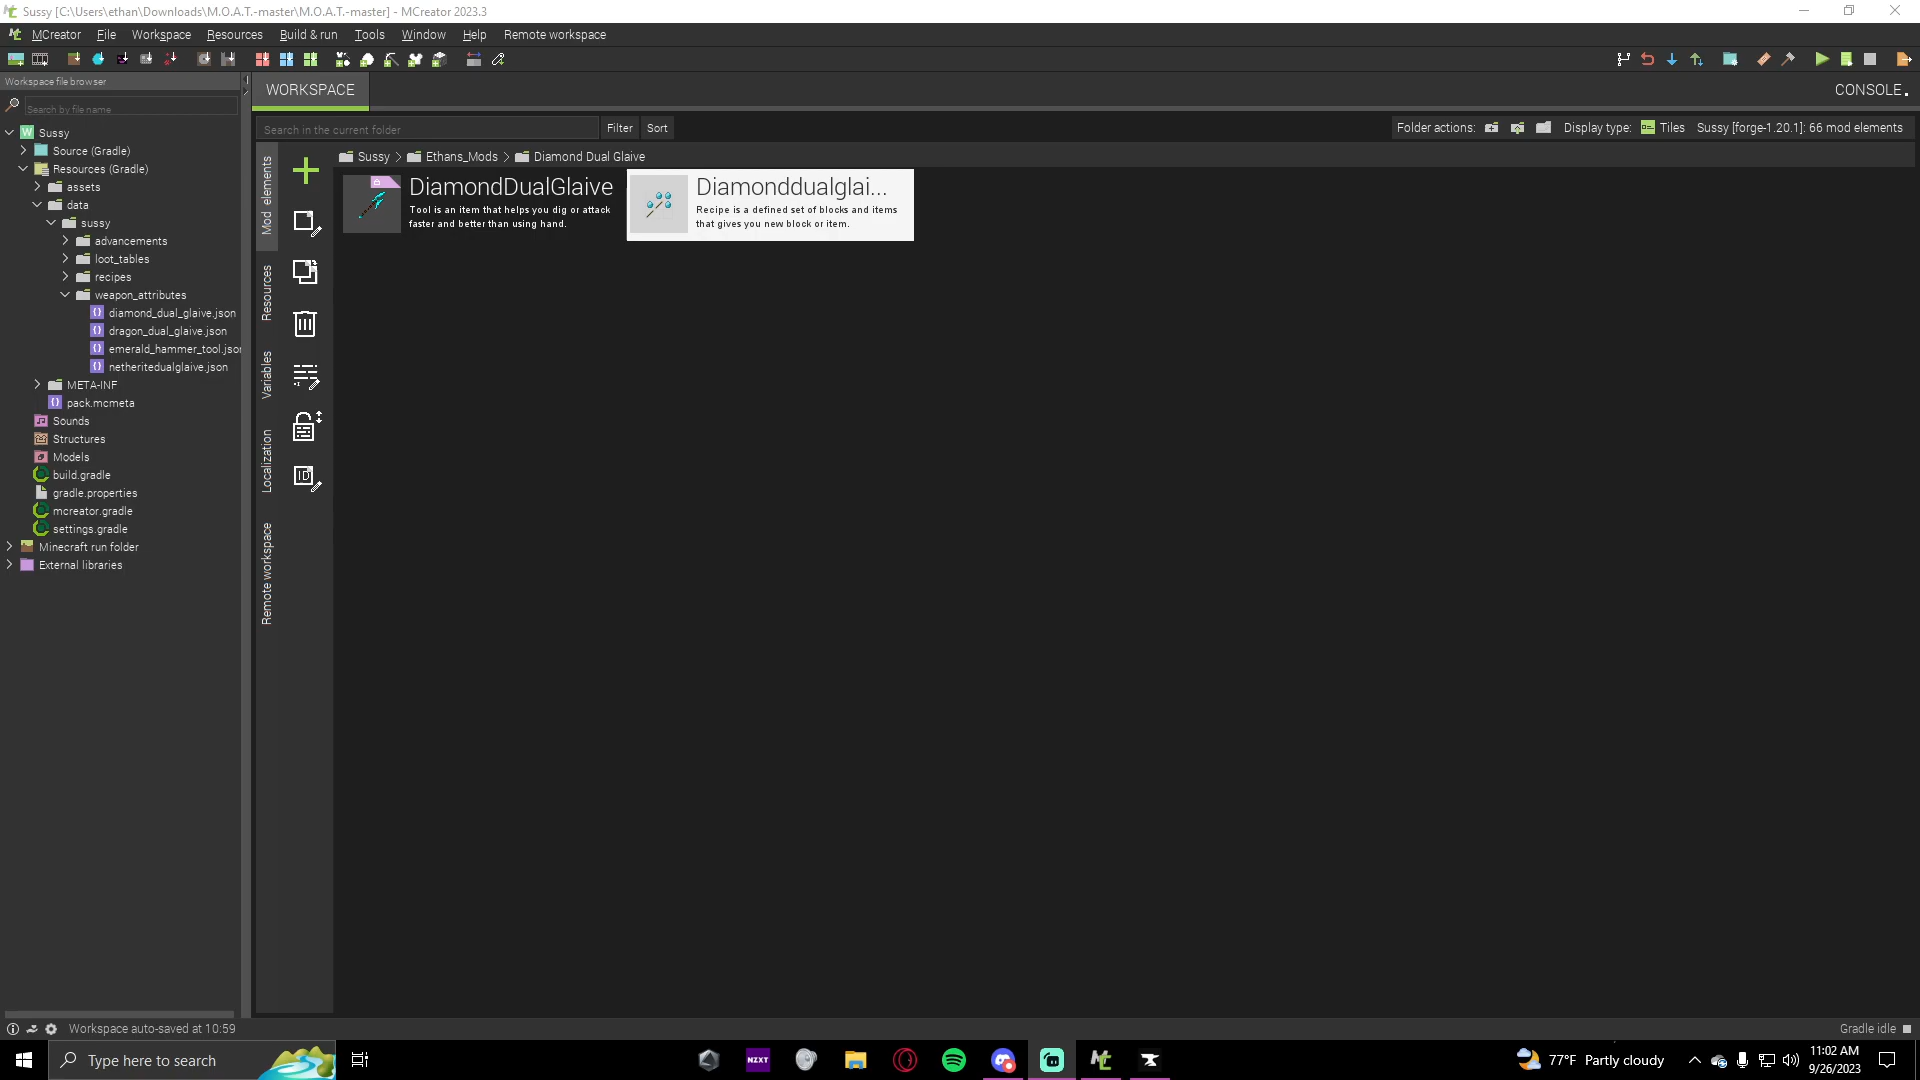 Sussy [C:\Users\ethan\Downloads\M.O.A.T.-master\M.O.A.T.-master] - MCreator 2023.3
MCreator File Workspace Resources Build & run Tools Window Help Remote workspace
Workspace file browser
WORKSPACE
CONSOLE
Search by file name
Search in the current folder
Filter
Sort
Folder actions:
Display type:
Tiles
Sussy [forge-1.20.1]: 66 mod elements
Sussy
Source (Gradle)
Resources (Gradle)
assets
data
sussy
advancements
loot_tables
recipes
weapon_attributes
diamond_dual_glaive.json
dragon_dual_glaive.json
emerald_hammer_tool.jsor
netheritedualglaive.json
META-INF
pack.mcmeta
Sounds
Structures
Models
build.gradle
gradle.properties
mcreator.gradle
settings.gradle
Minecraft run folder
External libraries
Mod elements
Resources
Variables
Localization
Remote workspace
ID
Sussy > Ethans_Mods > Diamond Dual Glaive
DiamondDualGlaive
Tool is an item that helps you dig or attack
faster and better than using hand.
Diamonddualglai...
Recipe is a defined set of blocks and items
that gives you new block or item.
Workspace auto-saved at 10:59
Gradle idle
Type here to search
NZXT
77°F Partly cloudy
11:02 AM
9/26/2023